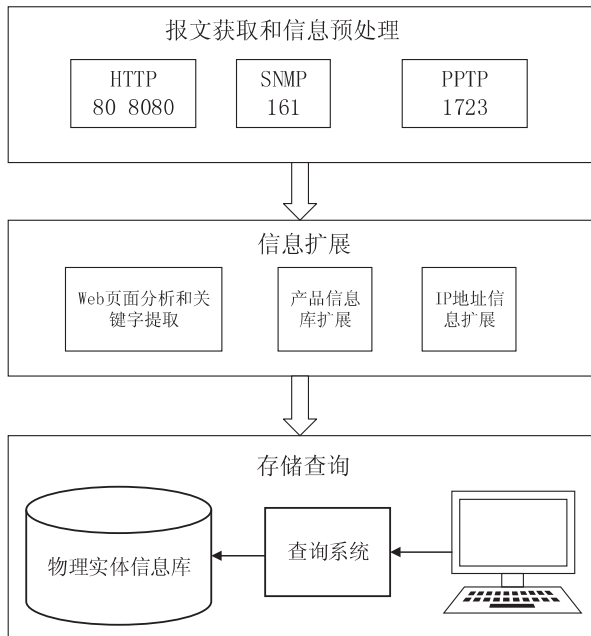 报文获取和信息预处理
HTTP
80 8080
SNMP
161
PPTP
1723
信息扩展
Web页面分析和关
键字提取
产品信息
库扩展
IP地址信
息扩展
存储查询
物理实体信息库
查询系统